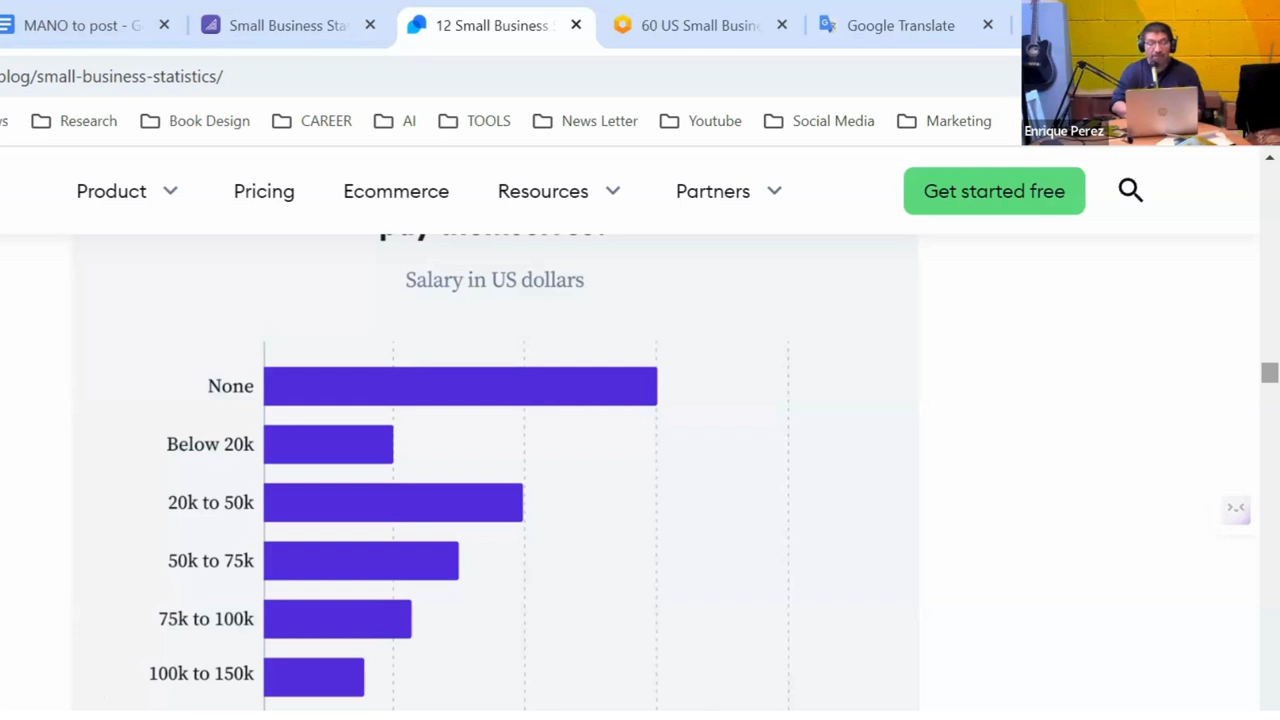 MANO to post - G
Small Business Sta
12 Small Business S
60 US Small Busin
Google Translate
blog/small-business-statistics/
Research
Book Design
CAREER
AI
TOOLS
News Letter
Youtube
Social Media
Marketing
Enrique Perez
Product
Pricing
Ecommerce
Resources
Partners
Get started free
Salary in US dollars
None
Below 20k
20k to 50k
50k to 75k
75k to 100k
100k to 150k